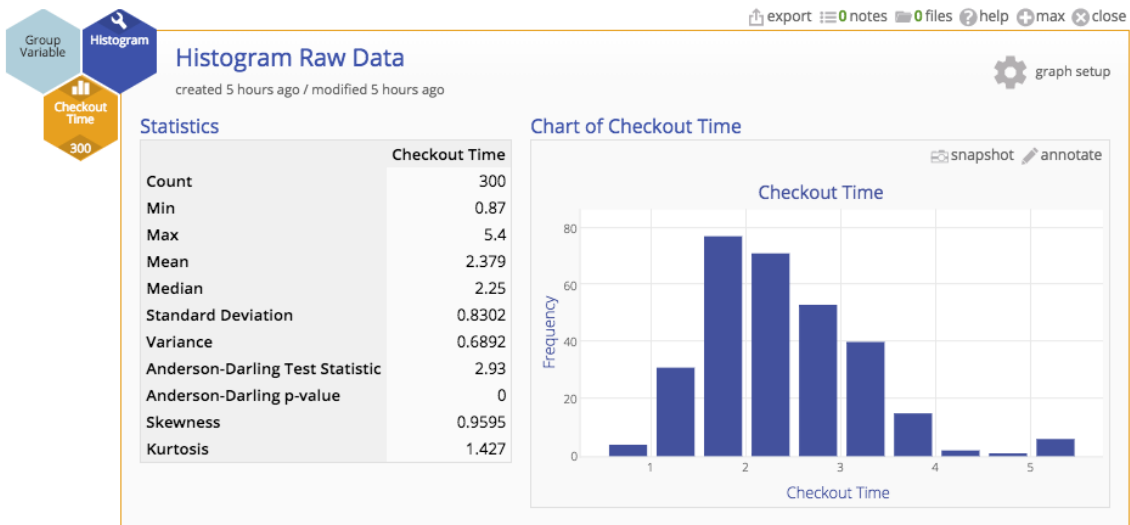 export 0 notes 0 files help max close
Group
Variable
Histogram
Checkout
Time
300
Histogram Raw Data
created 5 hours ago / modified 5 hours ago
graph setup
Statistics
Checkout Time
Count 300
Min 0.87
Max 5.4
Mean 2.379
Median 2.25
Standard Deviation 0.8302
Variance 0.6892
Anderson-Darling Test Statistic 2.93
Anderson-Darling p-value 0
Skewness 0.9595
Kurtosis 1.427
Chart of Checkout Time
snapshot annotate
Checkout Time
Frequency
80
60
40
20
0
1 2 3 4 5
Checkout Time